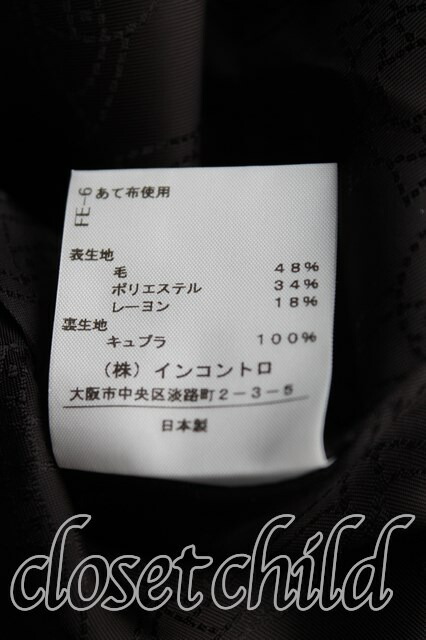 FE-6
あて布使用
表生地
毛 48%
ポリエステル 34%
レーヨン 18%
裏生地
キュプラ 100%
(株) インコントロ
大阪市中央区淡路町2-3-5
日本製
closet child